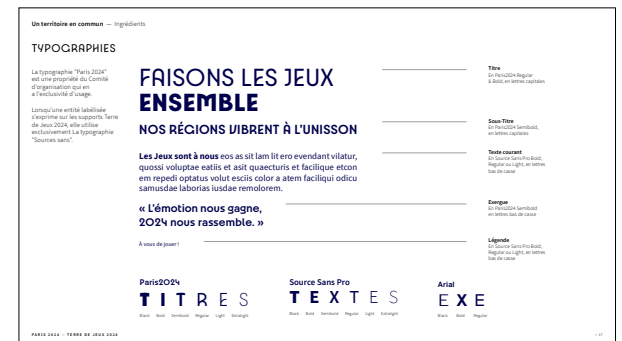 Un territoire en commun — Ingrédients
TYPOGRAPHIES
La typographie "Paris 2024"
est une propriété du Comité
d'organisation qui en
a l'exclusivité d'usage.
Lorsqu'une entité labélisée
s'exprime sur les supports Terre
de Jeux 2024, elle utilise
exclusivement La typographie
"Sources sans".
FAISONS LES JEUX
ENSEMBLE
NOS RÉGIONS VIBRENT À L'UNISSON
Les Jeux sont à nous eos as sit lam lit ero evendant vilatur,
quossi voluptae eatiis et asit quaecturis et facilique etcon
em repedi optatus volut esciis color a atem faciliqui odicu
samusdae laborias iusdae remolorem.
« L'émotion nous gagne,
2024 nous rassemble. »
À vous de jouer !
Titre
En Paris2024 Regular
& Bold, en lettres capitales
Sous-Titre
En Paris2024 Semibold,
en lettres capitales
Texte courant
En Source Sans Pro Bold,
Regular ou Light, en lettres
bas de casse
Exergue
En Paris2024 Semibold
en lettres bas de casse
Légende
En Source Sans Pro Bold,
Regular ou Light, en lettres
bas de casse
Paris2024
TITRES
Black Bold Semibold Regular Light Extralight
Source Sans Pro
TEXTES
Black Bold Semibold Regular Light Extralight
Arial
EXE
Black Bold Regular
PARIS 2024 — TERRE DE JEUX 2024